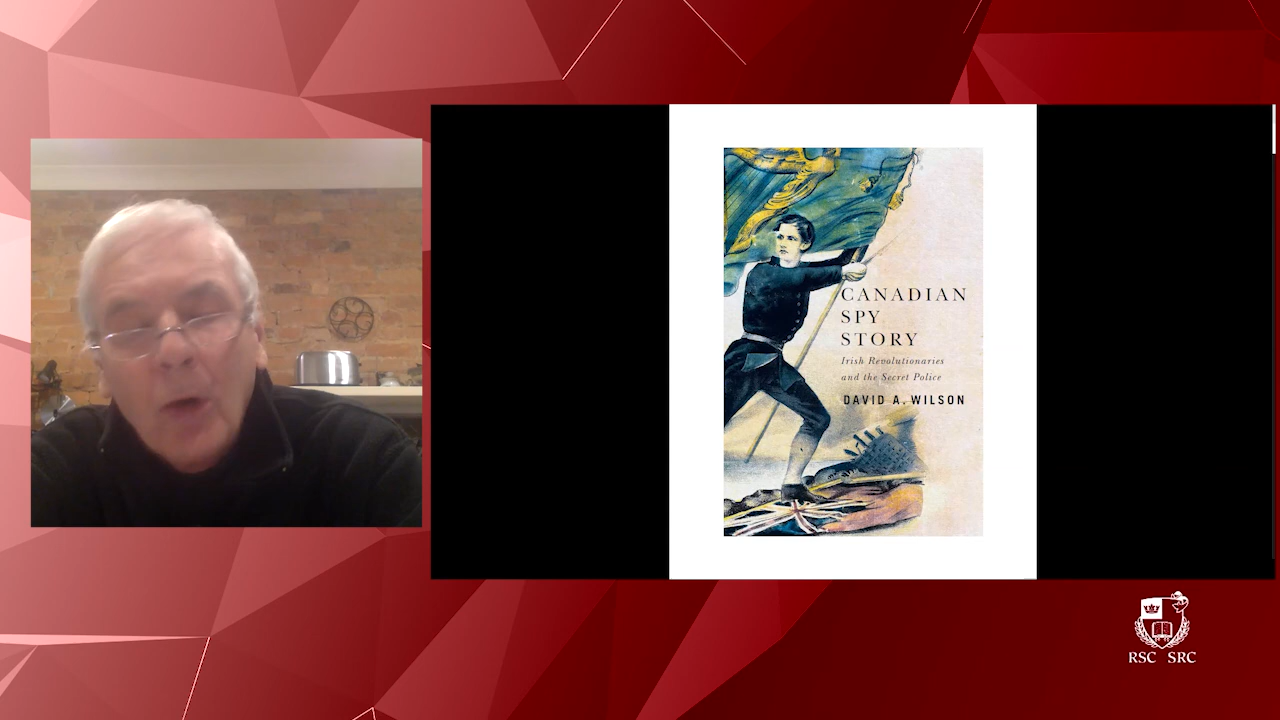 CANADIAN
SPY
STORY
Irish Revolutionaries
and the Secret Police
DAVID A. WILSON
RSC SRC